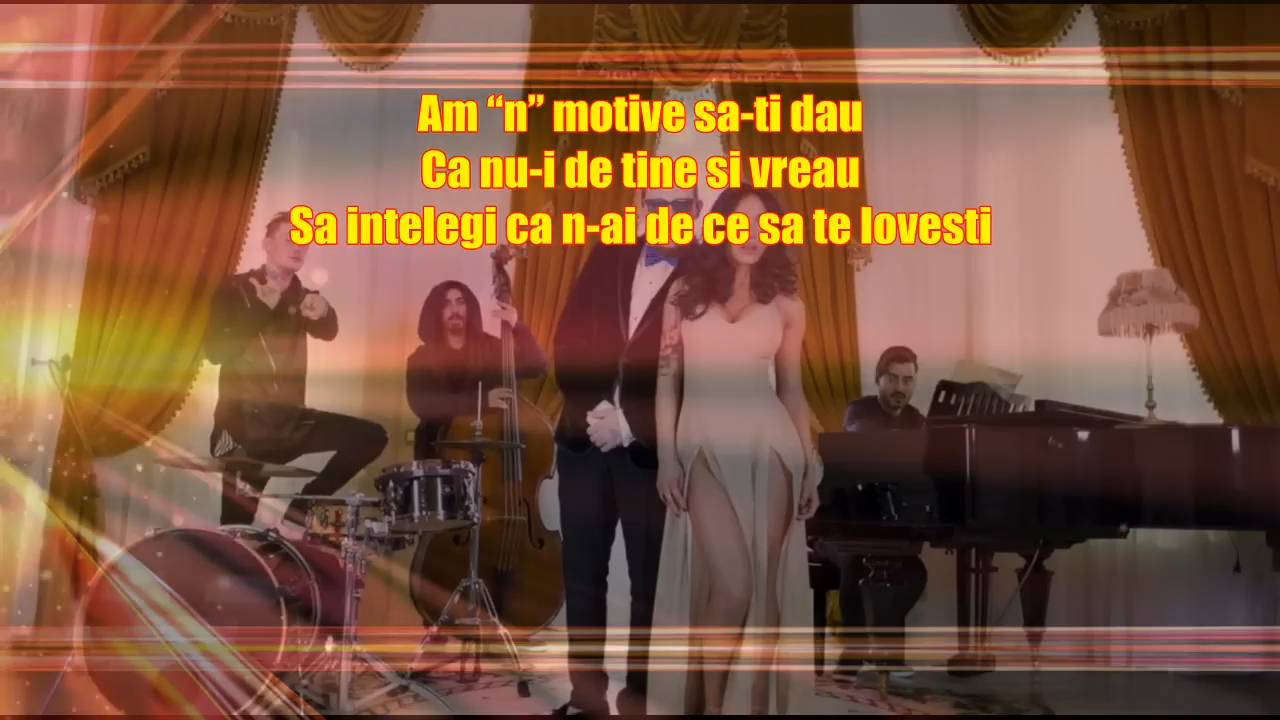 Am “n” motive sa-ti dau
Ca nu-i de tine si vreau
Sa intelegi ca n-ai de ce sa te lovesti